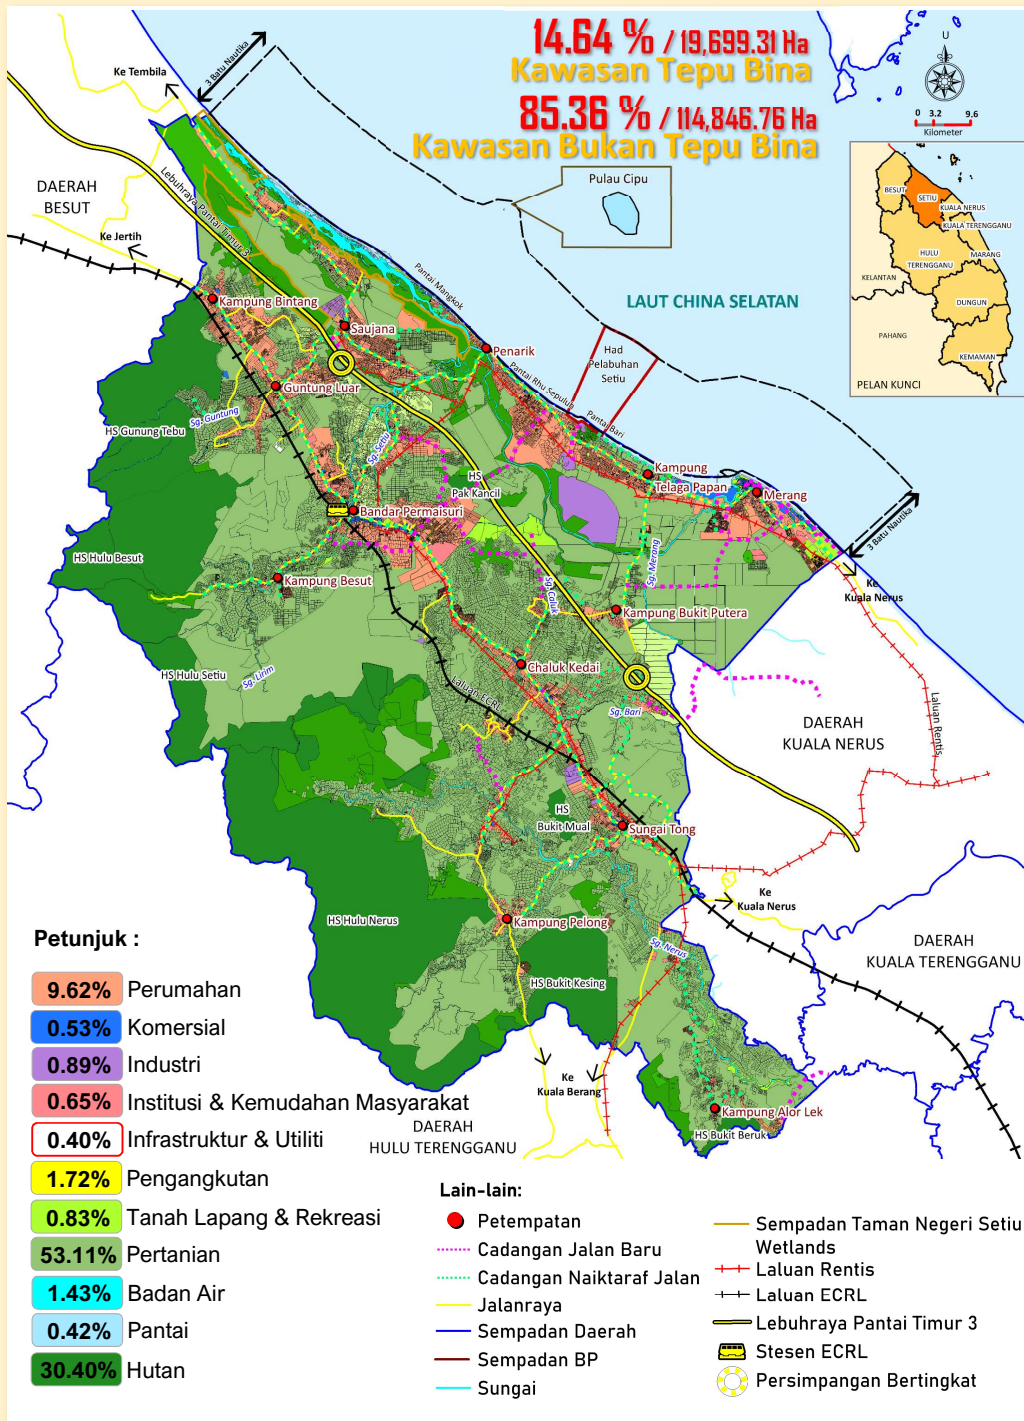 14.64 % / 19,699.31 Ha
Kawasan Tepu Bina
85.36 % / 114,846.76 Ha
Kawasan Bukan Tepu Bina
U
0 3.2 9.6
Kilometer
Ke Tembila
3 Batu Nautika
DAERAH
BESUT
Lebuhraya Pantai Timur 3
Ke Jertih
Pulau Cipu
LAUT CHINA SELATAN
BESUT
SETIU
KUALA NERUS
KUALA TERENGGANU
HULU
TERENGGANU
MARANG
KELANTAN
DUNGUN
PAHANG
KEMAMAN
PELAN KUNCI
Pantai Mangkok
Kampung Bintang
Saujana
Penarik
Had
Pelabuhan
Setiu
Pantai Rhu Sepuluh
Pantai Bari
Guntung Luar
Sg. Guntung
HS Gunung Tebu
Sg. Setiu
HS
Pak Kancil
Kampung
Telaga Papan
Merang
Bandar Permaisuri
3 Batu Nautika
HS Hulu Besut
Kampung Besut
Sg. Merang
Sg. Caluk
Ke
Kuala Nerus
Kampung Bukit Putera
Chaluk Kedai
HS Hulu Setiu
Sg. Lirim
Laluan ECRL
Sg. Bari
Laluan Rentis
DAERAH
KUALA NERUS
HS
Bukit Mual
Sungai Tong
Ke
Kuala Nerus
HS Hulu Nerus
Kampung Pelong
Sg. Nerus
DAERAH
KUALA TERENGGANU
HS Bukit Kesing
Ke
Kuala Berang
Kampung Alor Lek
HS Bukit Beruk
DAERAH
HULU TERENGGANU
Petunjuk :
9.62% Perumahan
0.53% Komersial
0.89% Industri
0.65% Institusi & Kemudahan Masyarakat
0.40% Infrastruktur & Utiliti
1.72% Pengangkutan
0.83% Tanah Lapang & Rekreasi
53.11% Pertanian
1.43% Badan Air
0.42% Pantai
30.40% Hutan
Lain-lain:
Petempatan
Cadangan Jalan Baru
Cadangan Naiktaraf Jalan
Jalanraya
Sempadan Daerah
Sempadan BP
Sungai
Sempadan Taman Negeri Setiu
Wetlands
Laluan Rentis
Laluan ECRL
Lebuhraya Pantai Timur 3
Stesen ECRL
Persimpangan Bertingkat